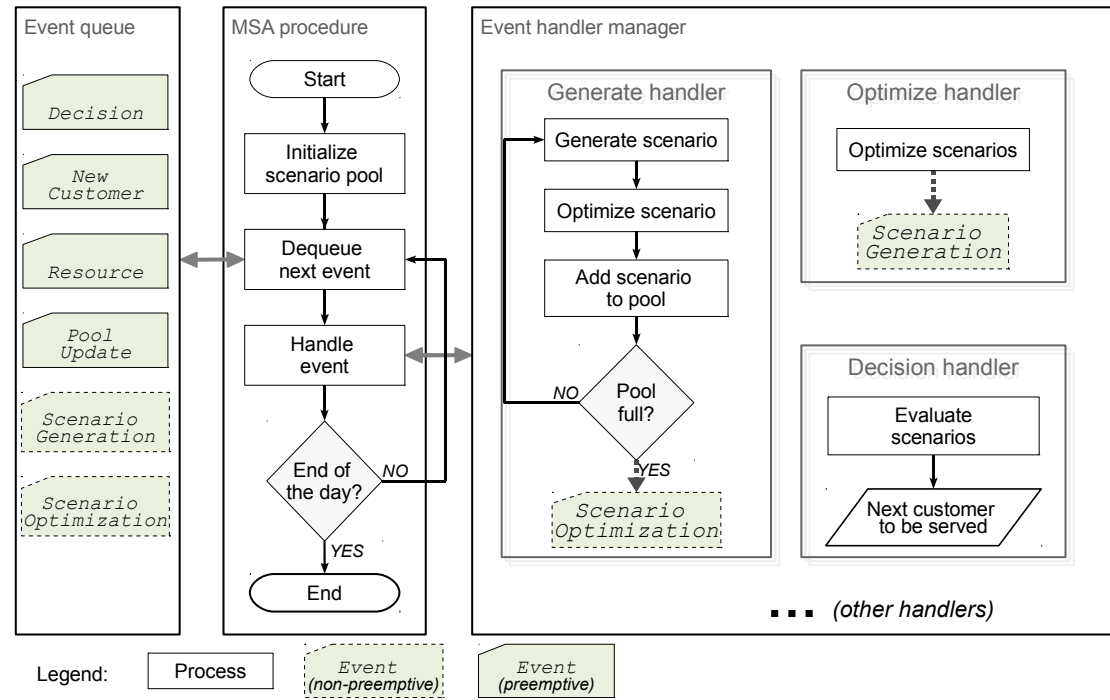 Event queue
Decision
New
Customer
Resource
Pool
Update
Scenario
Generation
Scenario
Optimization
MSA procedure
Start
Initialize
scenario pool
Dequeue
next event
Handle
event
End of
the day?
NO
YES
End
Event handler manager
Generate handler
Generate scenario
Optimize scenario
Add scenario
to pool
Pool
full?
NO
YES
Scenario
Optimization
Optimize handler
Optimize scenarios
Scenario
Generation
Decision handler
Evaluate
scenarios
Next customer
to be served
... (other handlers)
Legend:
Process
Event
(non-preemptive)
Event
(preemptive)